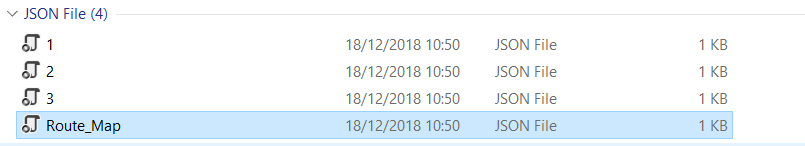 JSON File (4)
1 18/12/2018 10:50 JSON File 1 KB
2 18/12/2018 10:50 JSON File 1 KB
3 18/12/2018 10:50 JSON File 1 KB
Route_Map 18/12/2018 10:50 JSON File 1 KB